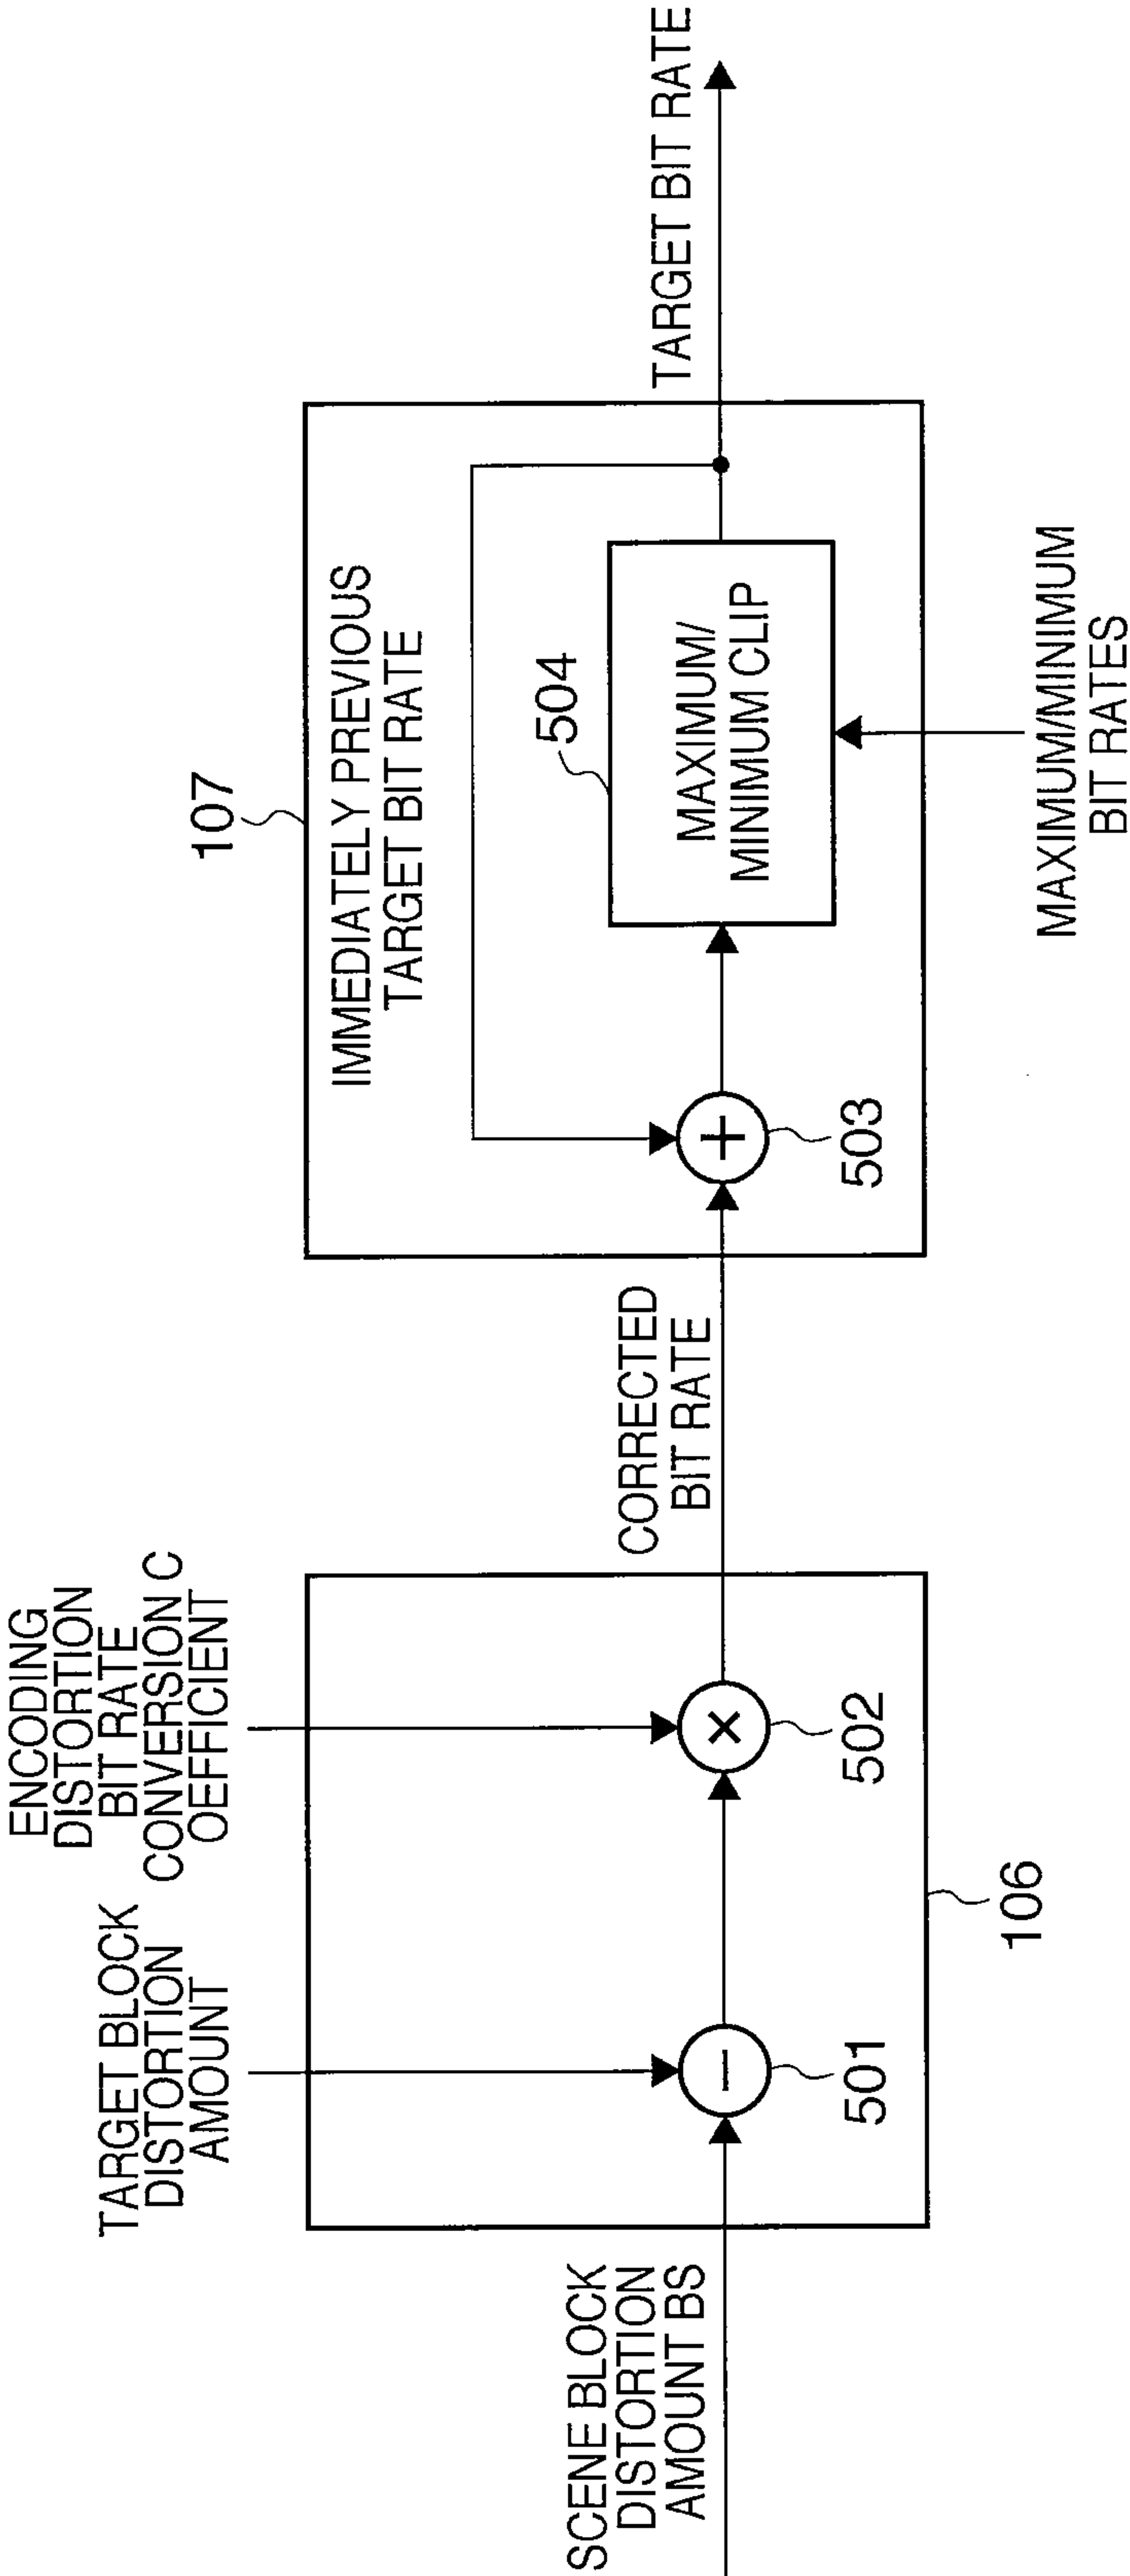 ENCODING
DISTORTION
BIT RATE
CONVERSION C
OEFFICIENT
TARGET BLOCK
DISTORTION
AMOUNT
SCENE BLOCK
DISTORTION
AMOUNT BS
−
501
×
502
106
CORRECTED
BIT RATE
107
IMMEDIATELY PREVIOUS
TARGET BIT RATE
+
503
504
MAXIMUM/
MINIMUM CLIP
MAXIMUM/MINIMUM
BIT RATES
TARGET BIT RATE